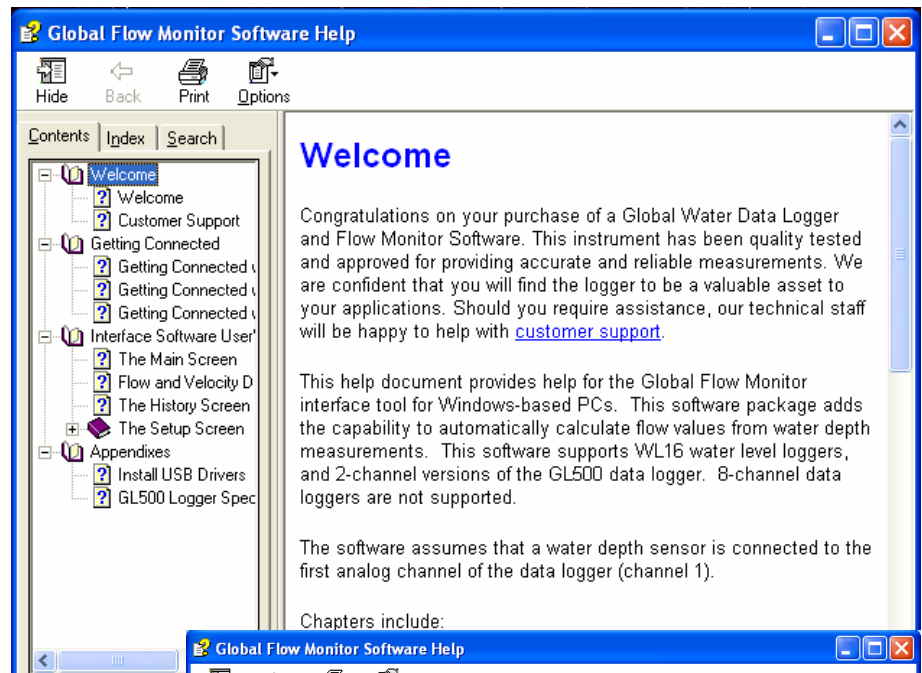 Global Flow Monitor Software Help
Hide Back Print Options
Contents Index Search
Welcome
Welcome
Customer Support
Getting Connected
Getting Connected
Getting Connected
Getting Connected
Interface Software User'
The Main Screen
Flow and Velocity D
The History Screen
The Setup Screen
Appendixes
Install USB Drivers
GL500 Logger Spec
Welcome
Congratulations on your purchase of a Global Water Data Logger
and Flow Monitor Software. This instrument has been quality tested
and approved for providing accurate and reliable measurements. We
are confident that you will find the logger to be a valuable asset to
your applications. Should you require assistance, our technical staff
will be happy to help with customer support.
This help document provides help for the Global Flow Monitor
interface tool for Windows-based PCs. This software package adds
the capability to automatically calculate flow values from water depth
measurements. This software supports WL16 water level loggers,
and 2-channel versions of the GL500 data logger. 8-channel data
loggers are not supported.
The software assumes that a water depth sensor is connected to the
first analog channel of the data logger (channel 1).
Chapters include:
Global Flow Monitor Software Help